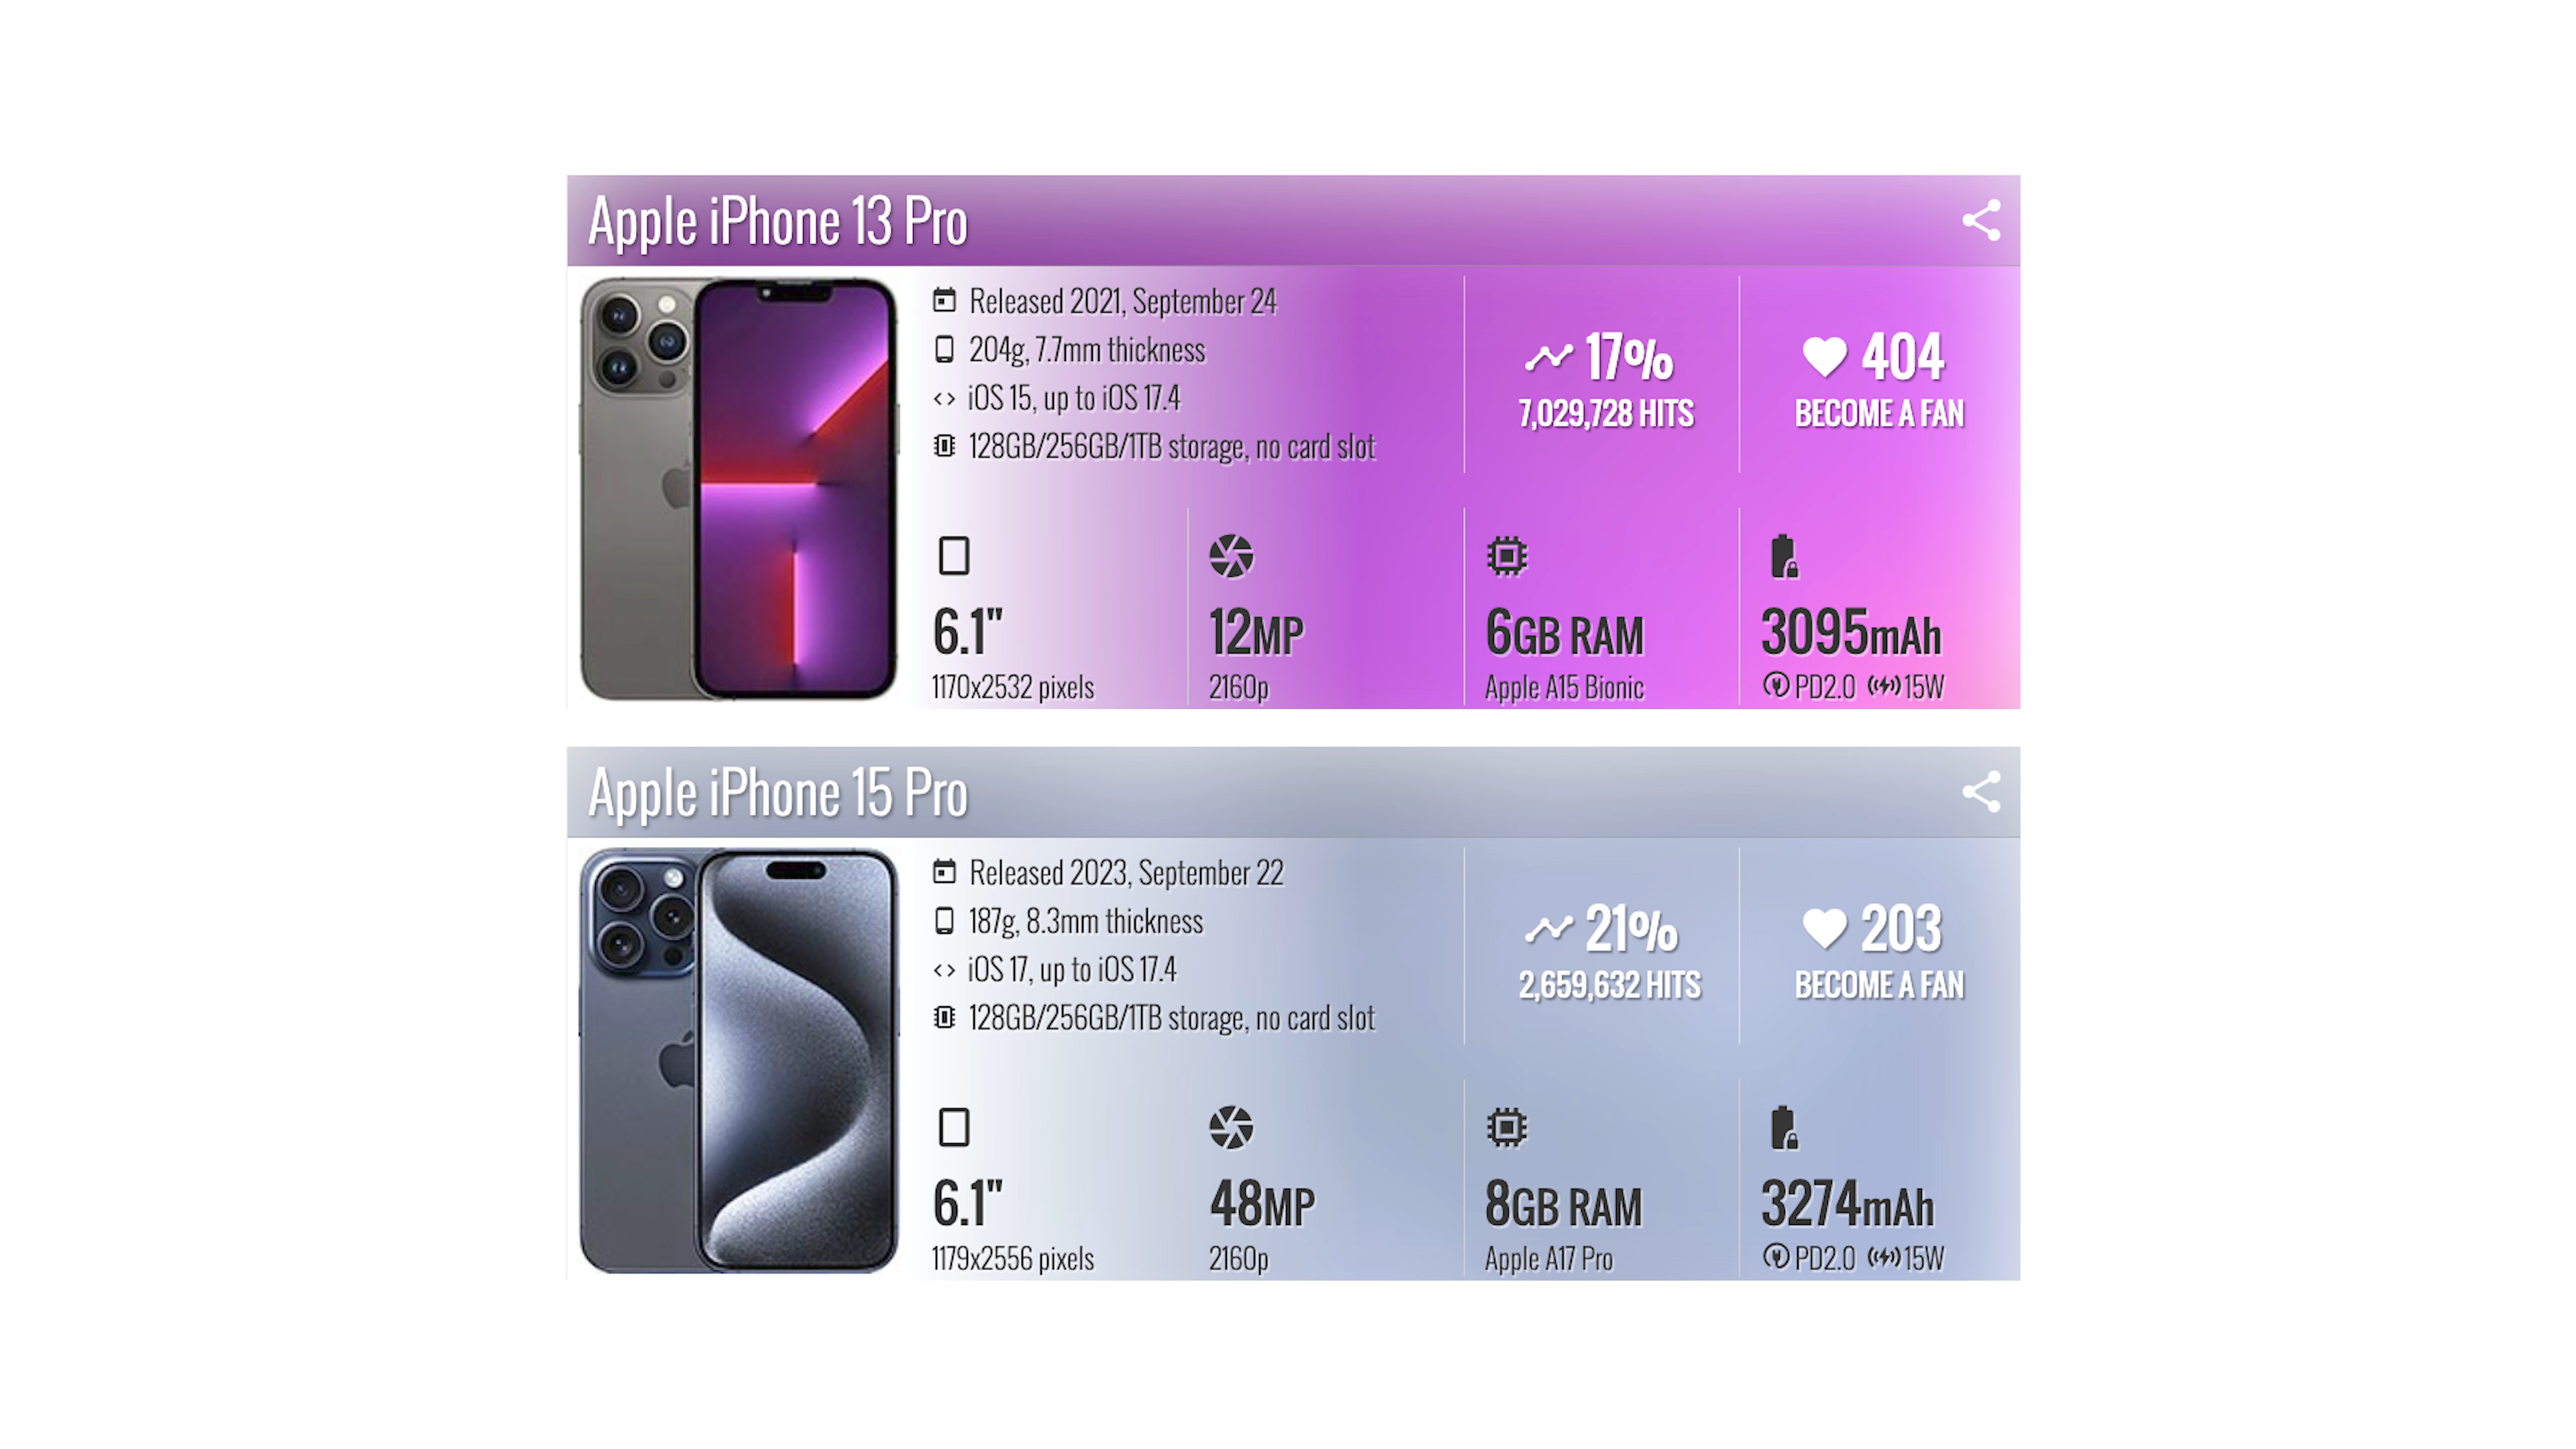 Apple iPhone 13 Pro
Released 2021, September 24
204g, 7.7mm thickness
iOS 15, up to iOS 17.4
128GB/256GB/1TB storage, no card slot
17%
7,029,728 HITS
404
BECOME A FAN
6.1"
1170x2532 pixels
12MP
2160p
6GB RAM
Apple A15 Bionic
3095mAh
PD2.0 15W
Apple iPhone 15 Pro
Released 2023, September 22
187g, 8.3mm thickness
iOS 17, up to iOS 17.4
128GB/256GB/1TB storage, no card slot
21%
2,659,632 HITS
203
BECOME A FAN
6.1"
1179x2556 pixels
48MP
2160p
8GB RAM
Apple A17 Pro
3274mAh
PD2.0 15W